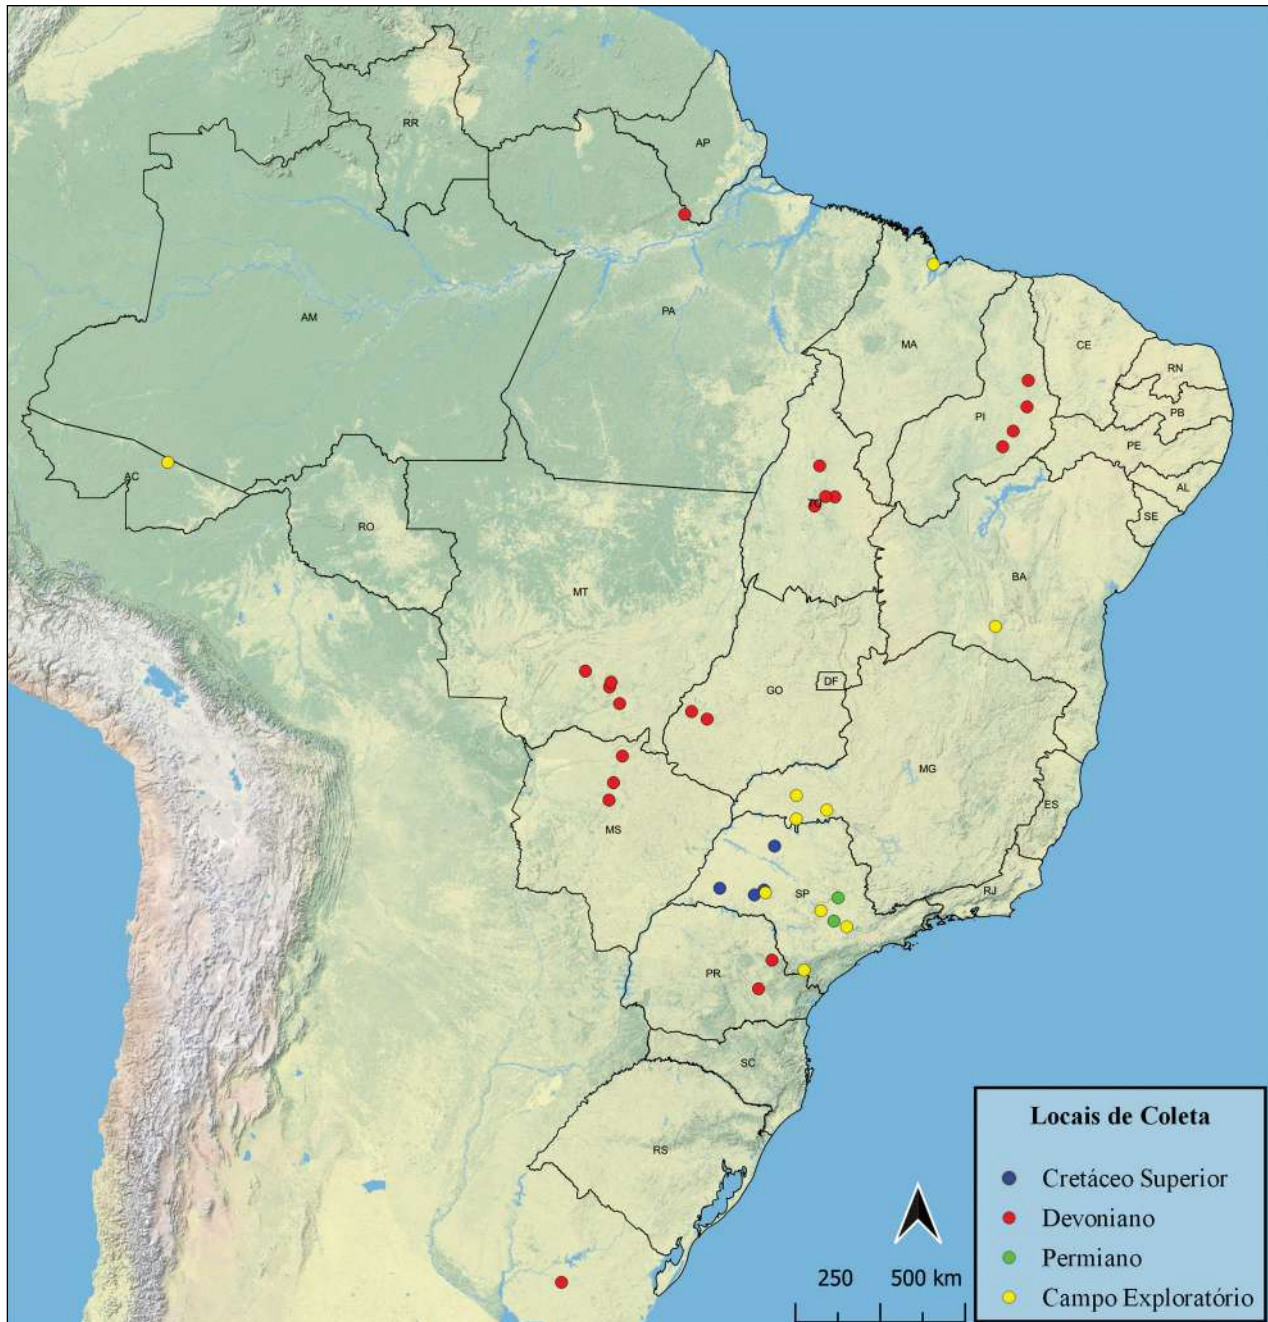 RR
AP
AM
PA
MA
CE
RN
PB
PI
PE
AL
SE
AC
TO
RO
BA
MT
DF
GO
MG
ES
MS
RJ
SP
PR
SC
RS
Locais de Coleta
Cretáceo Superior
Devoniano
Permiano
Campo Exploratório
250 500 km